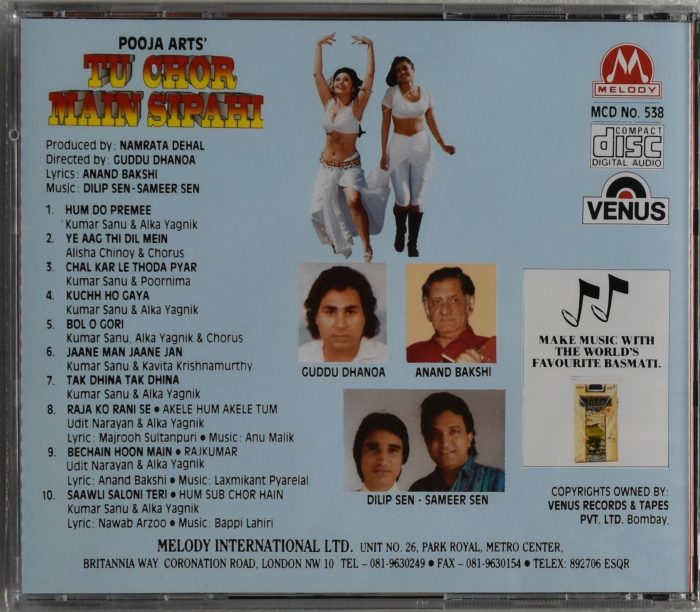 POOJA ARTS'
TU CHOR
MAIN SIPAHI
Produced by: NAMRATA DEHAL
Directed by: GUDDU DHANOA
Lyrics: ANAND BAKSHI
Music: DILIP SEN - SAMEER SEN
1. HUM DO PREMEE
Kumar Sanu & Alka Yagnik
2. YE AAG THI DIL MEIN
Alisha Chinoy & Chorus
3. CHAL KAR LE THODA PYAR
Kumar Sanu & Poornima
4. KUCHH HO GAYA
Kumar Sanu & Alka Yagnik
5. BOL O GORI
Kumar Sanu, Alka Yagnik & Chorus
6. JAANE MAN JAANE JAN
Kumar Sanu & Kavita Krishnamurthy
7. TAK DHINA TAK DHINA
Kumar Sanu & Alka Yagnik
8. RAJA KO RANI SE • AKELE HUM AKELE TUM
Udit Narayan & Alka Yagnik
Lyric: Majrooh Sultanpuri • Music: Anu Malik
9. BECHAIN HOON MAIN • RAJKUMAR
Udit Narayan & Alka Yagnik
Lyric: Anand Bakshi • Music: Laxmikant Pyarelal
10. SAAWLI SALONI TERI • HUM SUB CHOR HAIN
Kumar Sanu & Alka Yagnik
Lyric: Nawab Arzoo • Music: Bappi Lahiri
M
MELODY
MCD No. 538
COMPACT
disc
DIGITAL AUDIO
VENUS
GUDDU DHANOA
ANAND BAKSHI
DILIP SEN - SAMEER SEN
MAKE MUSIC WITH
THE WORLD'S
FAVOURITE BASMATI.
COPYRIGHTS OWNED BY:
VENUS RECORDS & TAPES
PVT. LTD. Bombay.
MELODY INTERNATIONAL LTD. UNIT NO. 26, PARK ROYAL, METRO CENTER,
BRITANNIA WAY CORONATION ROAD, LONDON NW 10 TEL - 081-9630249 • FAX - 081-9630154 • TELEX: 892706 ESQR